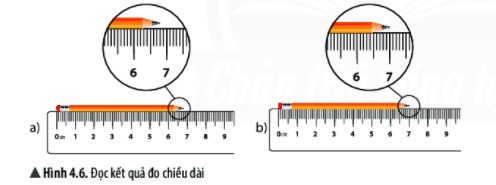 6 7
6 7
a)
0cm 1 2 3 4 5 6 7 8 9
b)
0cm 1 2 3 4 5 6 7 8 9
▲ Hình 4.6. Đọc kết quả đo chiều dài